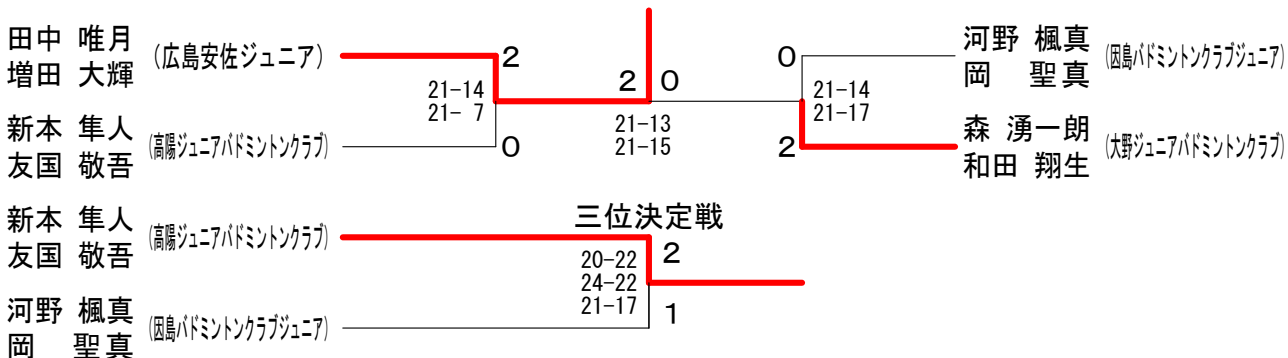 田中 唯月
増田 大輝
(広島安佐ジュニア)
2
21-14
21- 7
0
新本 隼人
友国 敬吾
(高陽ジュニアバドミントンクラブ)
2 0
21-13
21-15
0
21-14
21-17
2
河野 楓真
岡 聖真
(因島バドミントンクラブジュニア)
森 湧一朗
和田 翔生
(大野ジュニアバドミントンクラブ)
三位決定戦
新本 隼人
友国 敬吾
(高陽ジュニアバドミントンクラブ)
20-22
24-22
21-17
2
1
河野 楓真
岡 聖真
(因島バドミントンクラブジュニア)